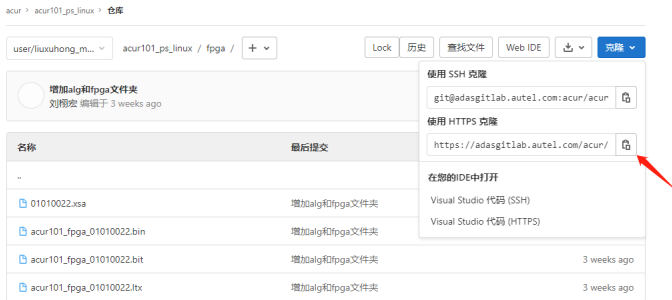 acur › acur101_ps_linux › 仓库
user/liuxuhong_m... acur101_ps_linux / fpga / + Lock 历史 查找文件 Web IDE 克隆
使用 SSH 克隆
git@adasgitlab.autel.com:acur/acur
使用 HTTPS 克隆
https://adasgitlab.autel.com/acur/
在您的IDE中打开
Visual Studio 代码 (SSH)
Visual Studio 代码 (HTTPS)
增加alg和fpga文件夹
刘栩宏 编辑于 3 weeks ago
名称 最后提交
..
01010022.xsa 增加alg和fpga文件夹
acur101_fpga_01010022.bin 增加alg和fpga文件夹
acur101_fpga_01010022.bit 增加alg和fpga文件夹 3 weeks ago
acur101_fpga_01010022.ltx 增加alg和fpga文件夹 3 weeks ago